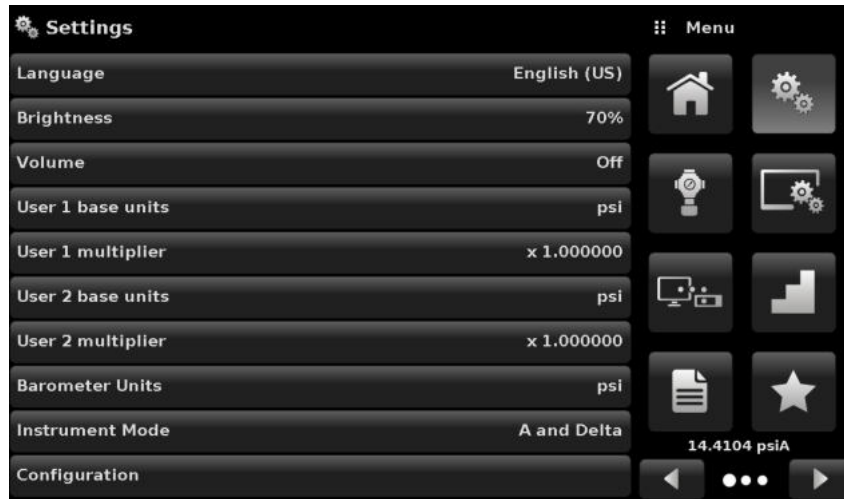 Settings
Menu
Language English (US)
Brightness 70%
Volume Off
User 1 base units psi
User 1 multiplier x 1.000000
User 2 base units psi
User 2 multiplier x 1.000000
Barometer Units psi
Instrument Mode A and Delta
Configuration
14.4104 psiA